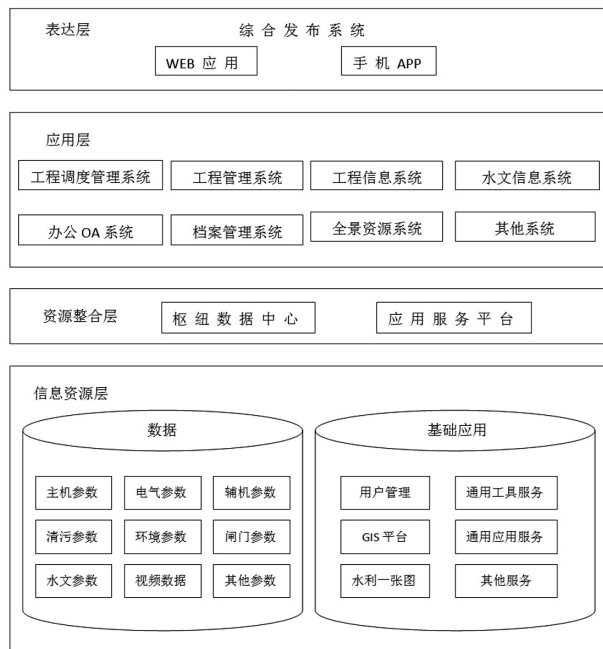 表达层 综合发布系统
WEB 应用 手机 APP
应用层
工程调度管理系统 工程管理系统 工程信息系统 水文信息系统
办公 OA 系统 档案管理系统 全景资源系统 其他系统
资源整合层 枢纽数据中心 应用服务平台
信息资源层
数据 基础应用
主机参数 电气参数 辅机参数 用户管理 通用工具服务
清污参数 环境参数 闸门参数 GIS 平台 通用应用服务
水文参数 视频数据 其他参数 水利一张图 其他服务